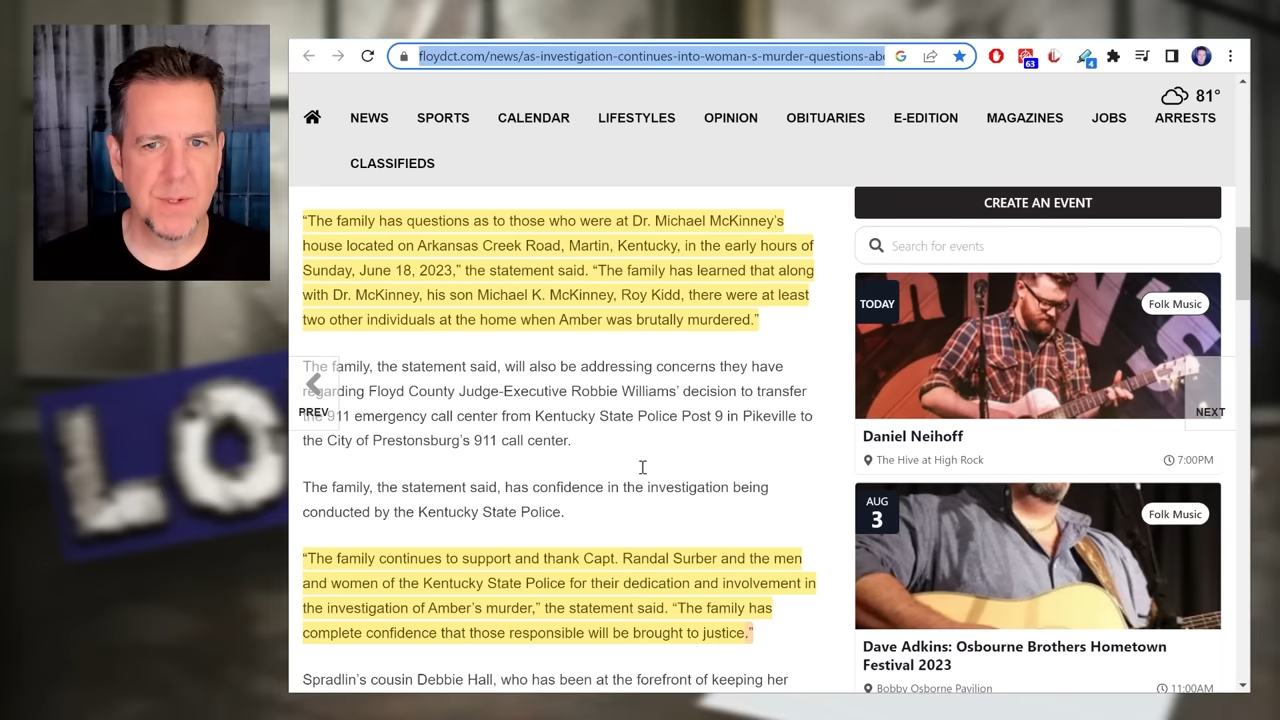 floydct.com/news/as-investigation-continues-into-woman-s-murder-questions-abo
63
4
81°
NEWS SPORTS CALENDAR LIFESTYLES OPINION OBITUARIES E-EDITION MAGAZINES JOBS ARRESTS
CLASSIFIEDS
“The family has questions as to those who were at Dr. Michael McKinney’s
house located on Arkansas Creek Road, Martin, Kentucky, in the early hours of
Sunday, June 18, 2023,” the statement said. “The family has learned that along
with Dr. McKinney, his son Michael K. McKinney, Roy Kidd, there were at least
two other individuals at the home when Amber was brutally murdered.”
The family, the statement said, will also be addressing concerns they have
regarding Floyd County Judge-Executive Robbie Williams’ decision to transfer
the 911 emergency call center from Kentucky State Police Post 9 in Pikeville to
the City of Prestonsburg’s 911 call center.
The family, the statement said, has confidence in the investigation being
conducted by the Kentucky State Police.
“The family continues to support and thank Capt. Randal Surber and the men
and women of the Kentucky State Police for their dedication and involvement in
the investigation of Amber’s murder,” the statement said. “The family has
complete confidence that those responsible will be brought to justice.”
Spradlin’s cousin Debbie Hall, who has been at the forefront of keeping her
PREV
NEXT
CREATE AN EVENT
Search for events
TODAY
Folk Music
Daniel Neihoff
The Hive at High Rock 7:00PM
AUG
3
Folk Music
Dave Adkins: Osbourne Brothers Hometown
Festival 2023
Bobby Osborne Pavilion 11:00AM
LO